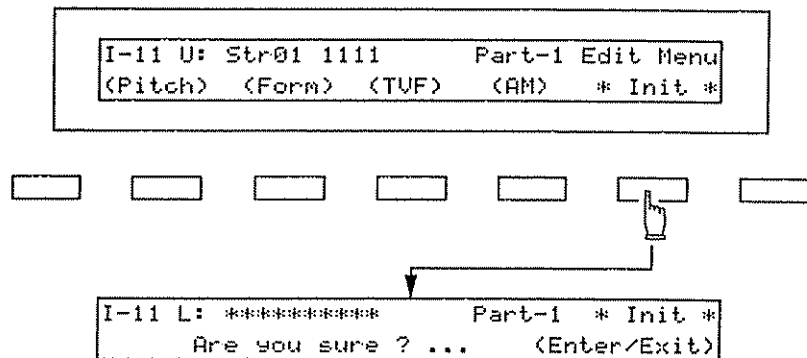 I-11 U: Str01 1111 Part-1 Edit Menu
(Pitch) (Form) (TVF) (AM) * Init *
I-11 L: ********** Part-1 * Init *
Are you sure ? ... (Enter/Exit)